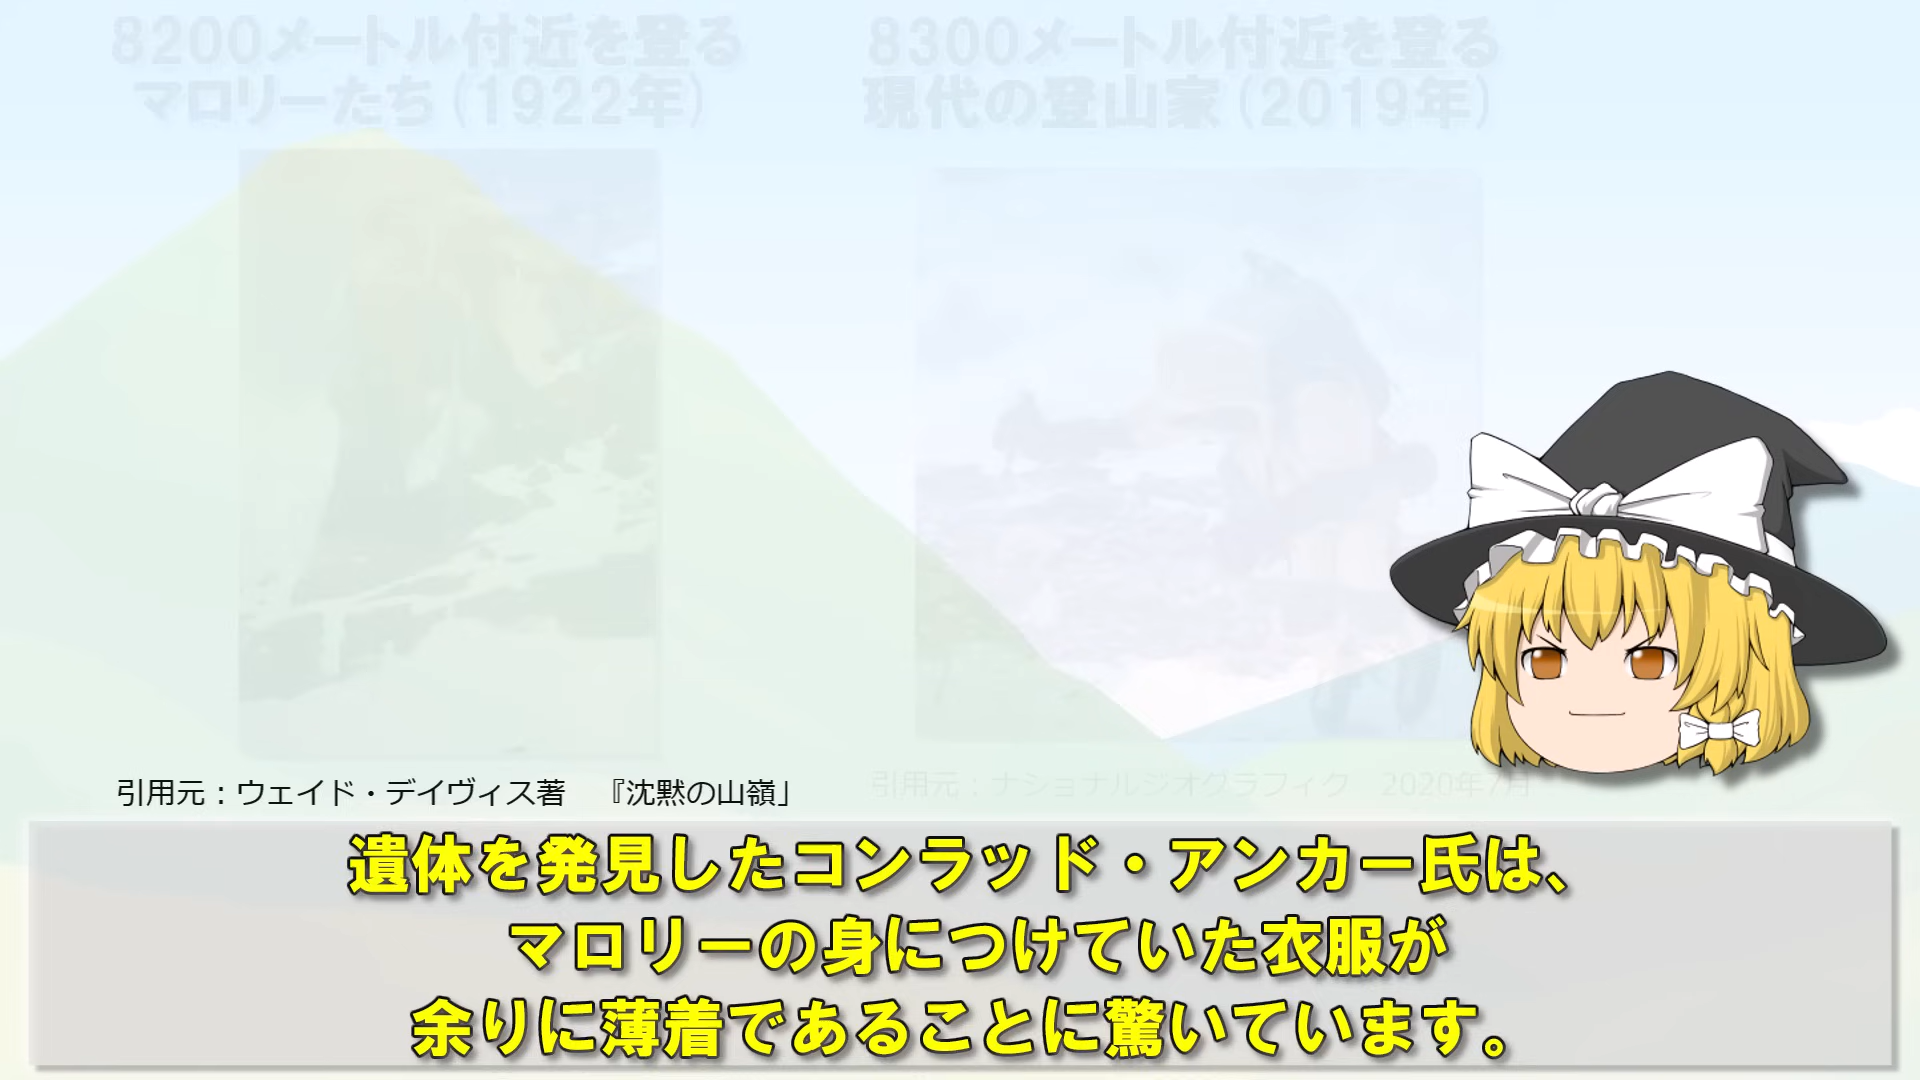 8200メートル付近を登る
マロリーたち(1922年)
8300メートル付近を登る
現代の登山家(2019年)
引用元：ウェイド・デイヴィス著　『沈黙の山嶺」
引用元：ナショナルジオグラフィク　2020年7月
遺体を発見したコンラッド・アンカー氏は、
マロリーの身につけていた衣服が
余りに薄着であることに驚いています。